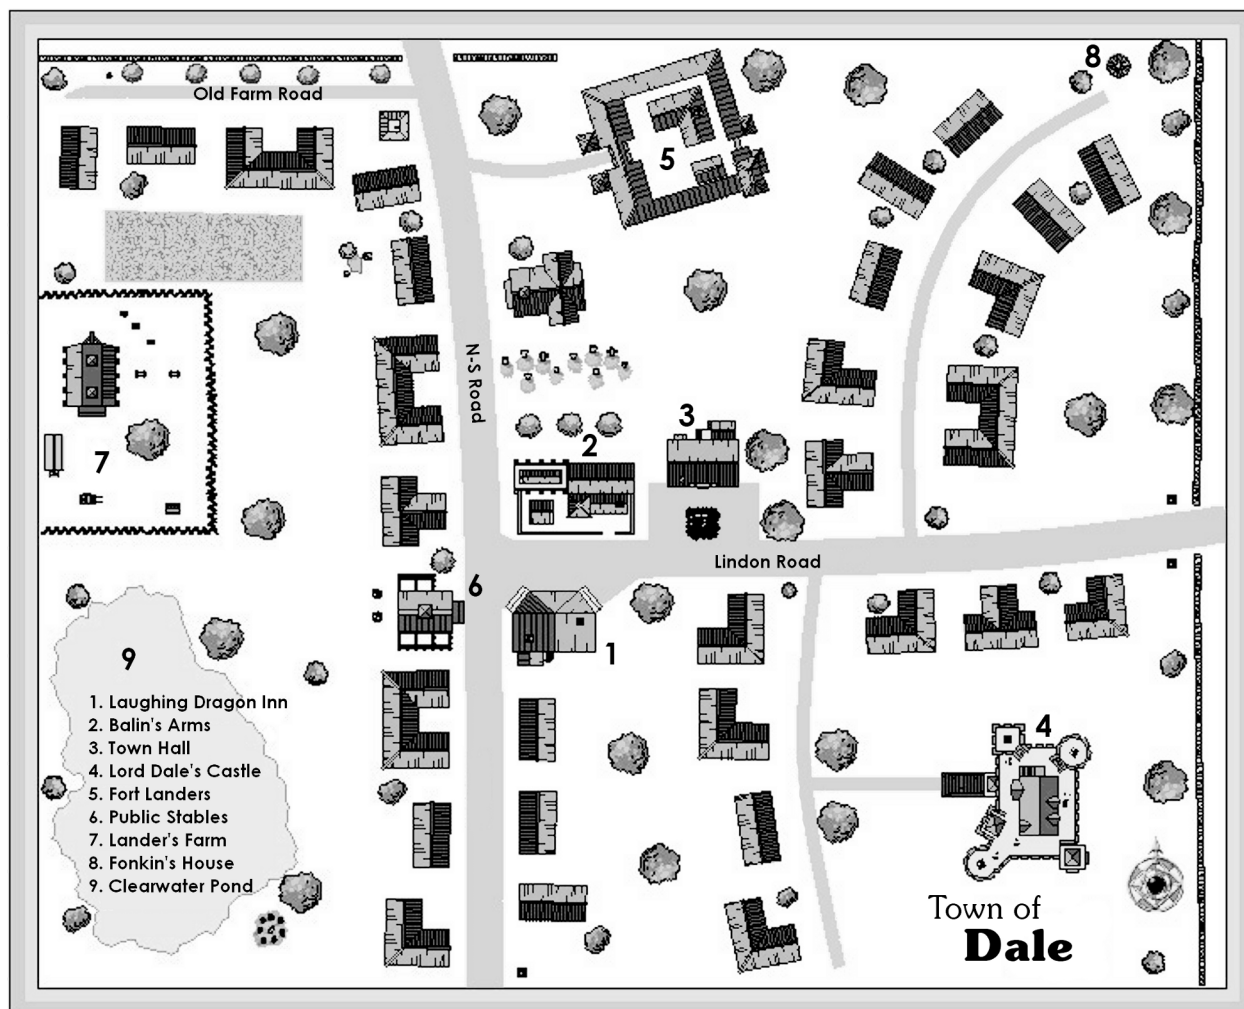 8
Old Farm Road
5
N-S Road
3
2
7
Lindon Road
6
1
9
1. Laughing Dragon Inn
2. Balin's Arms
3. Town Hall
4. Lord Dale's Castle
5. Fort Landers
6. Public Stables
7. Lander's Farm
8. Fonkin's House
9. Clearwater Pond
4
Town of
Dale